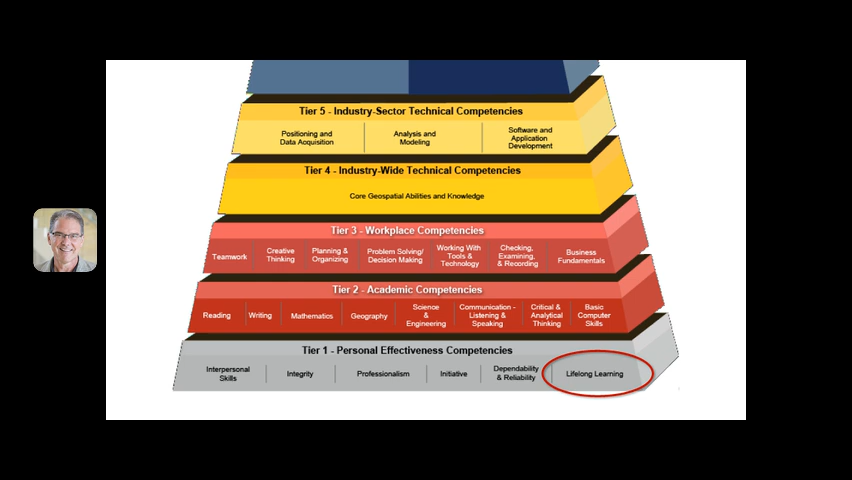 Tier 5 - Industry-Sector Technical Competencies
Positioning and
Data Acquisition
Analysis and
Modeling
Software and
Application
Development
Tier 4 - Industry-Wide Technical Competencies
Core Geospatial Abilities and Knowledge
Tier 3 - Workplace Competencies
Teamwork
Creative
Thinking
Planning &
Organizing
Problem Solving/
Decision Making
Working With
Tools &
Technology
Checking,
Examining,
& Recording
Business
Fundamentals
Tier 2 - Academic Competencies
Reading
Writing
Mathematics
Geography
Science
&
Engineering
Communication -
Listening &
Speaking
Critical &
Analytical
Thinking
Basic
Computer
Skills
Tier 1 - Personal Effectiveness Competencies
Interpersonal
Skills
Integrity
Professionalism
Initiative
Dependability
& Reliability
Lifelong Learning